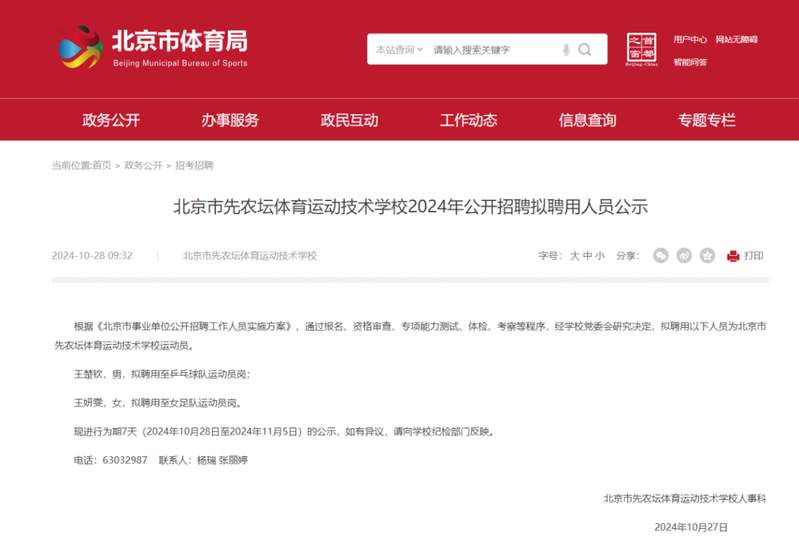 北京市体育局
Beijing Municipal Bureau of Sports
本站查询 请输入搜索关键字
首都之窗
Beijing-China
用户中心 网站无障碍
智能问答
政务公开 办事服务 政民互动 工作动态 信息查询 专题专栏
当前位置:首页 > 政务公开 > 招考招聘
北京市先农坛体育运动技术学校2024年公开招聘拟聘用人员公示
2024-10-28 09:32 | 北京市先农坛体育运动技术学校 字号: 大 中 小 分享: 打印
根据《北京市事业单位公开招聘工作人员实施方案》，通过报名、资格审查、专项能力测试、体检、考察等程序，经学校党委会研究决定，拟聘用以下人员为北京市
先农坛体育运动技术学校运动员。
王楚钦，男，拟聘用至乒乓球队运动员岗；
王妍雯，女，拟聘用至女足队运动员岗。
现进行为期7天（2024年10月28日至2024年11月5日）的公示，如有异议，请向学校纪检部门反映。
电话：63032987 联系人：杨瑞 张丽婷
北京市先农坛体育运动技术学校人事科
2024年10月27日